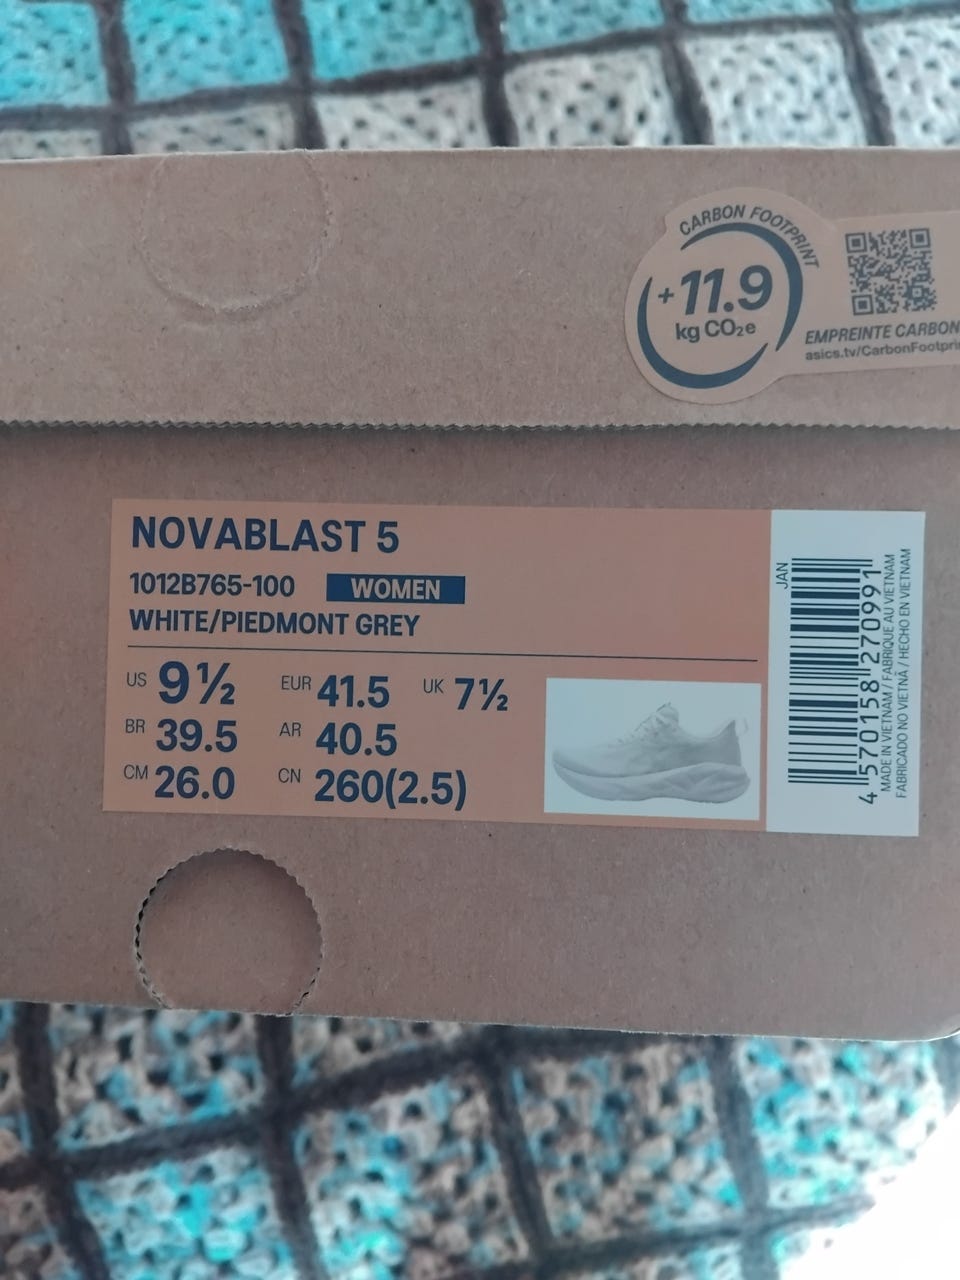 CARBON FOOTPRINT
+11.9
kg CO₂e
EMPREINTE CARBON
asics.tv/CarbonFootpri
NOVABLAST 5
1012B765-100 WOMEN
WHITE/PIEDMONT GREY
US 9½ EUR 41.5 UK 7½
BR 39.5 AR 40.5
CM 26.0 CN 260(2.5)
JAN
4 570158 270991
MADE IN VIETNAM / FABRIQUÉ AU VIETNAM
FABRICADO NO VIETNÃ / HECHO EN VIETNAM